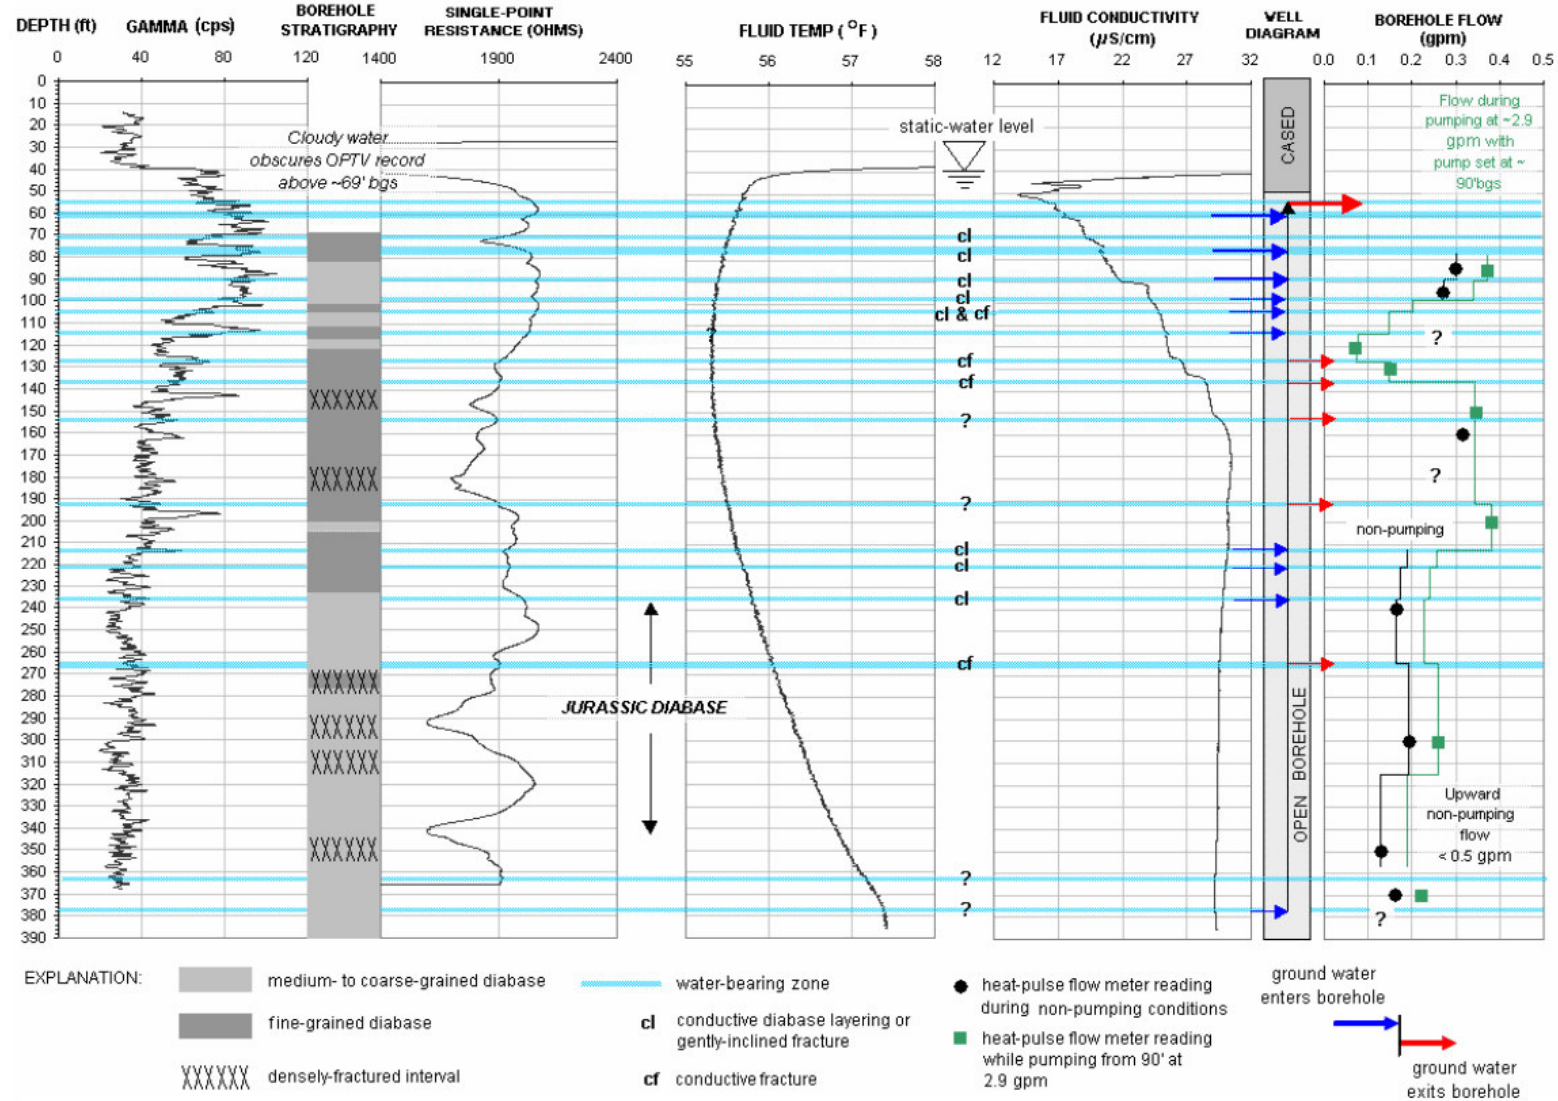 DEPTH (ft)
GAMMA (cps)
BOREHOLE
STRATIGRAPHY
SINGLE-POINT
RESISTANCE (OHMS)
FLUID TEMP ( °F )
FLUID CONDUCTIVITY
(µS/cm)
WELL
DIAGRAM
BOREHOLE FLOW
(gpm)
0 40 80 120 1400 1900 2400 55 56 57 58 12 17 22 27 32 0.0 0.1 0.2 0.3 0.4 0.5
0
10
20
30
40
50
60
70
80
90
100
110
120
130
140
150
160
170
180
190
200
210
220
230
240
250
260
270
280
290
300
310
320
330
340
350
360
370
380
390
Cloudy water
obscures OPTV record
above ~69' bgs
static-water level
CASED
Flow during
pumping at ~2.9
gpm with
pump set at ~
90'bgs
cl
cl
cl
cl
cl & cf
?
cf
cf
?
?
?
non-pumping
cl
cl
cl
cf
JURASSIC DIABASE
OPEN BOREHOLE
Upward
non-pumping
flow
< 0.5 gpm
?
?
?
EXPLANATION:
medium- to coarse-grained diabase
fine-grained diabase
densely-fractured interval
water-bearing zone
cl conductive diabase layering or
gently-inclined fracture
cf conductive fracture
heat-pulse flow meter reading
during non-pumping conditions
heat-pulse flow meter reading
while pumping from 90' at
2.9 gpm
ground water
enters borehole
ground water
exits borehole